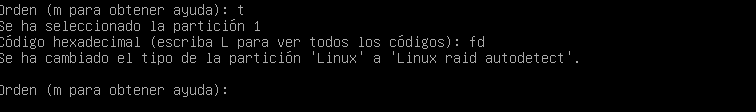 Orden (m para obtener ayuda): t
Se ha seleccionado la partición 1
Código hexadecimal (escriba L para ver todos los códigos): fd
Se ha cambiado el tipo de la partición 'Linux' a 'Linux raid autodetect'.
Orden (m para obtener ayuda):